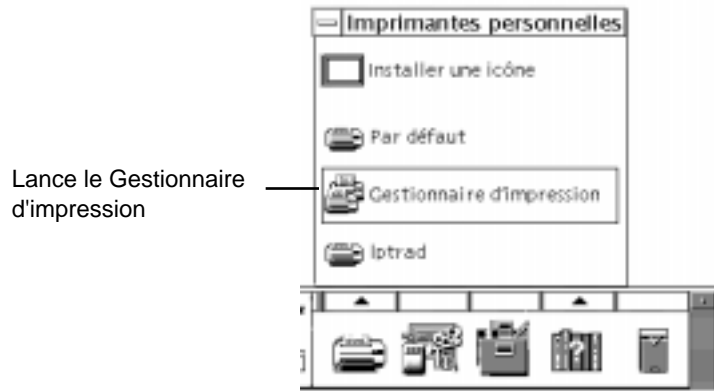 Imprimantes personnelles
Installer une icône
Par défaut
Lance le Gestionnaire
d'impression
Gestionnaire d'impression
lptrad
?